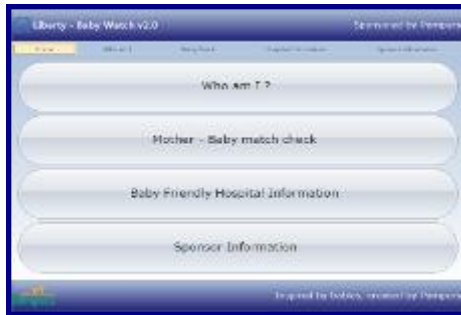 Liberty - Baby Watch v2.0
Sponsored by Pampers
Who am I ?
Mother - Baby match check
Baby Friendly Hospital Information
Sponsor Information
Inspired by babies, created by Pampers